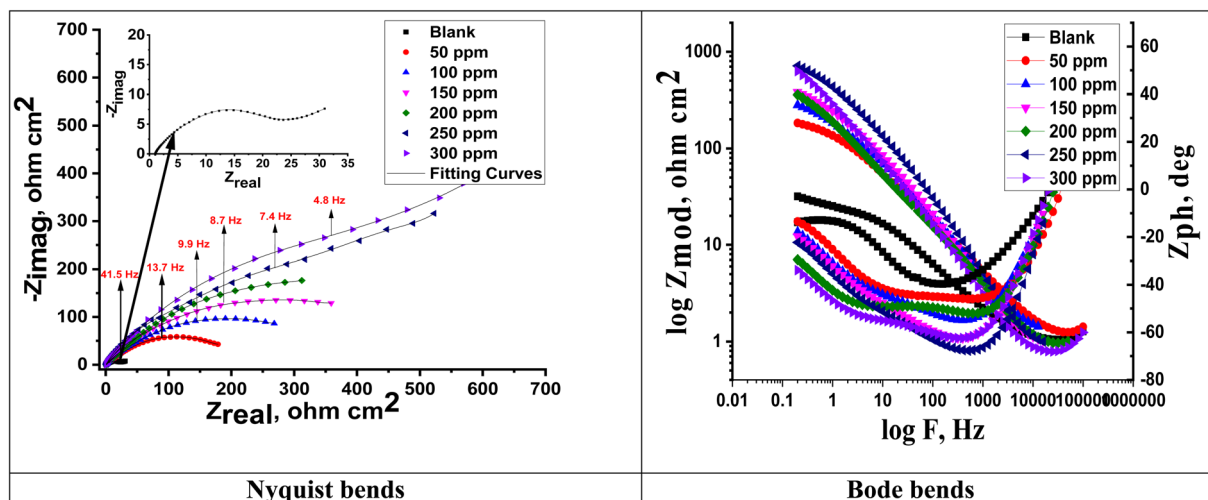 700
600
500
400
300
200
100
0
-Zimag, ohm cm2
0 100 200 300 400 500 600 700
Zreal, ohm cm2
20
15
10
5
0
-Zimag
0 5 10 15 20 25 30 35
Zreal
Blank
50 ppm
100 ppm
150 ppm
200 ppm
250 ppm
300 ppm
Fitting Curves
41.5 Hz
13.7 Hz
9.9 Hz
8.7 Hz
7.4 Hz
4.8 Hz
Nyquist bends
1000
100
10
1
log Zmod, ohm cm2
0.01 0.1 1 10 100 1000 10000 100000 1000000
log F, Hz
60
40
20
0
-20
-40
-60
-80
Zph, deg
Blank
50 ppm
100 ppm
150 ppm
200 ppm
250 ppm
300 ppm
Bode bends